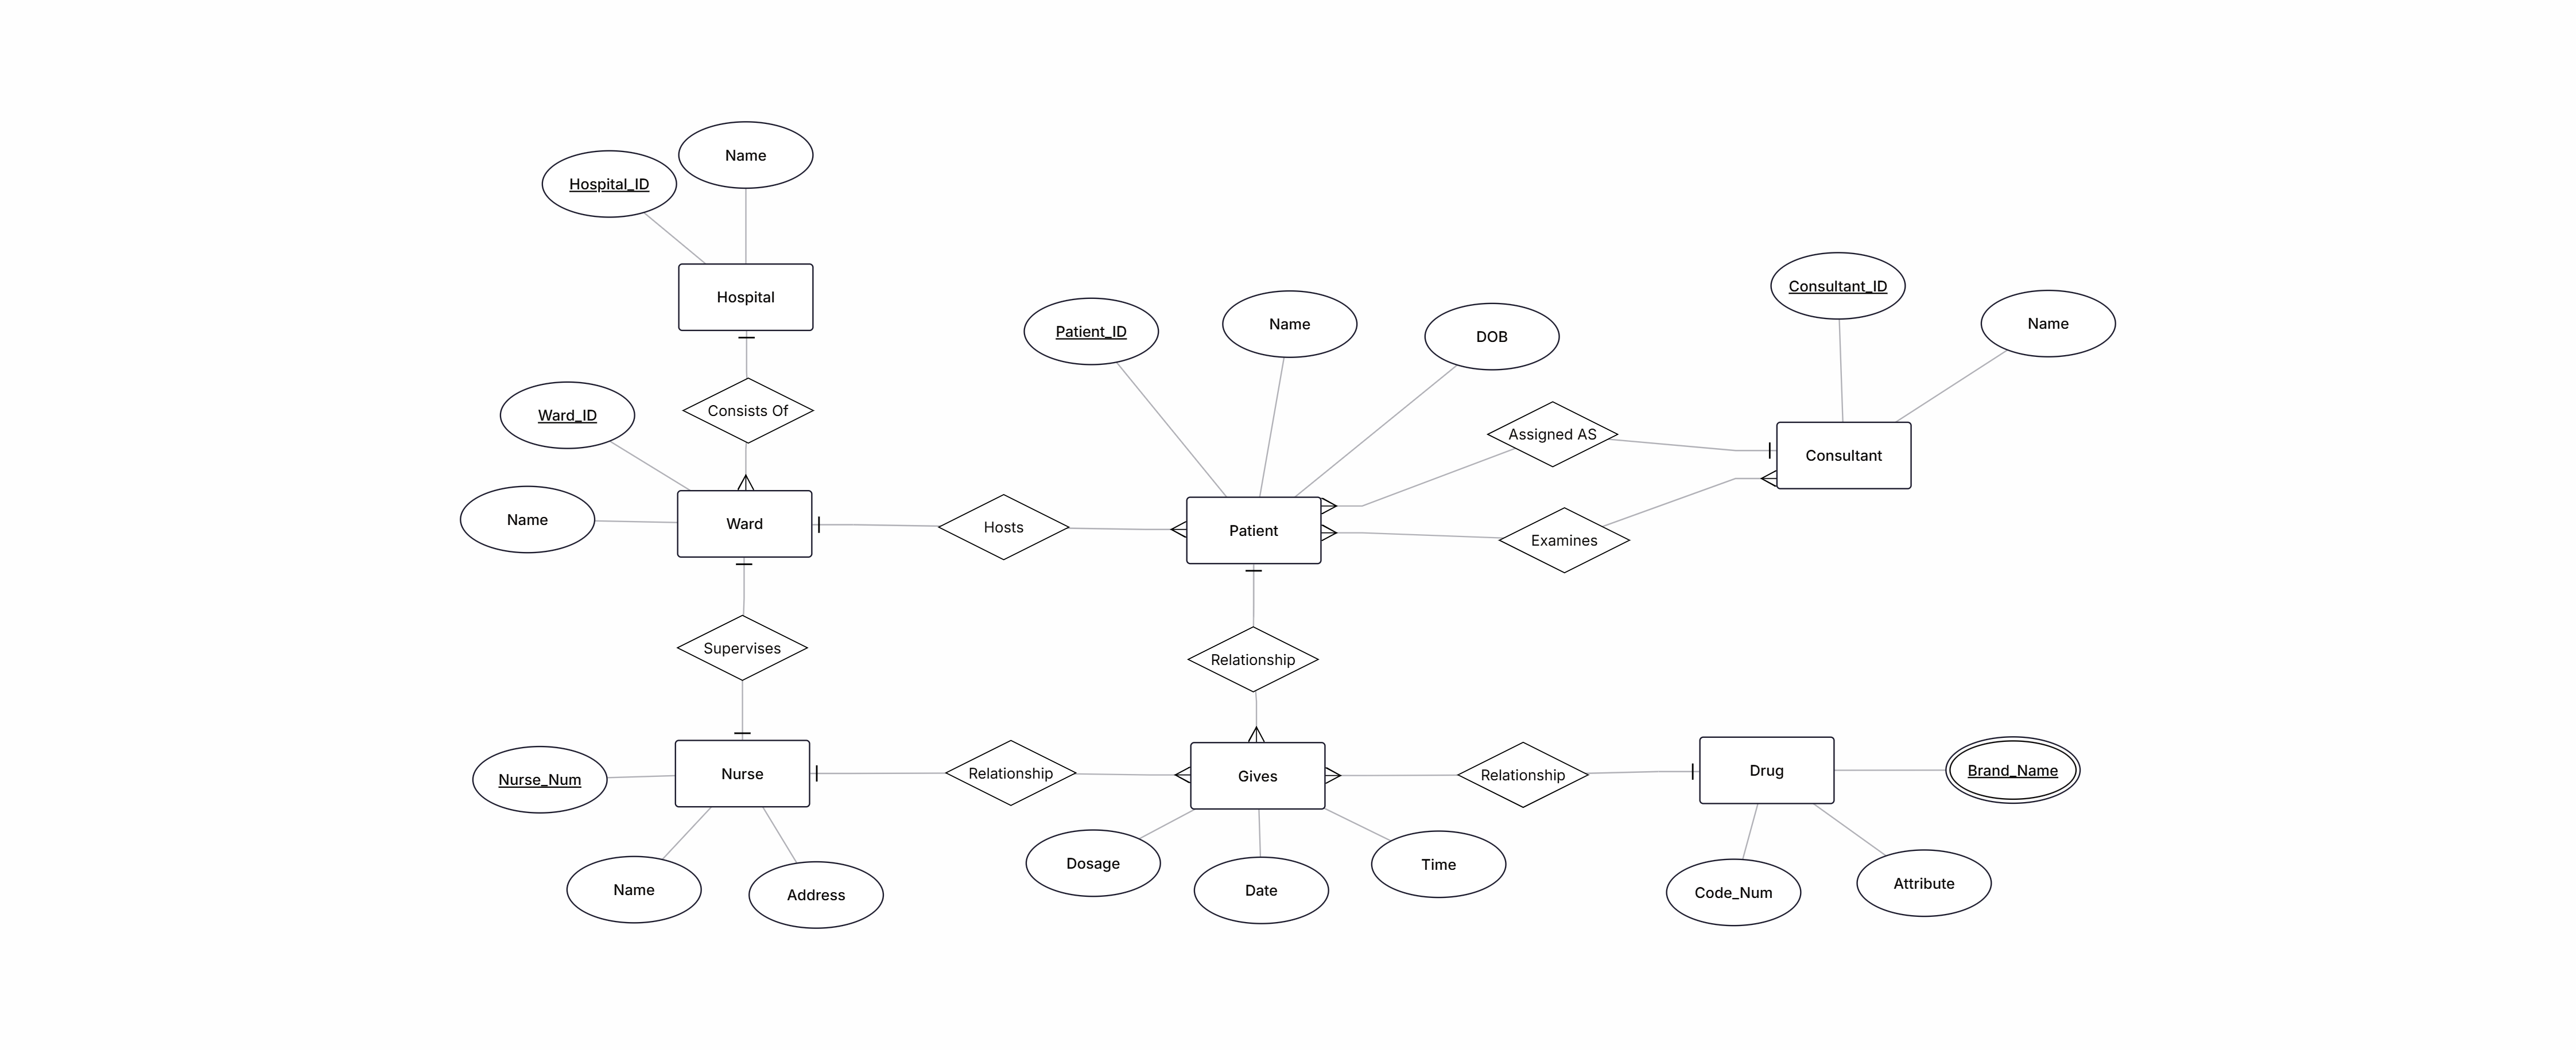 Name
Hospital_ID
Hospital
Consists Of
Ward_ID
Name
Ward
Hosts
Patient_ID
Name
DOB
Patient
Assigned AS
Examines
Consultant_ID
Name
Consultant
Supervises
Relationship
Nurse_Num
Nurse
Name
Address
Relationship
Gives
Dosage
Date
Time
Relationship
Drug
Brand_Name
Code_Num
Attribute